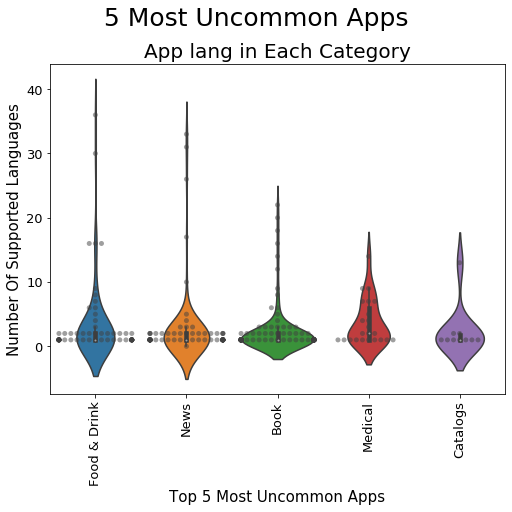 5 Most Uncommon Apps
App lang in Each Category
Number Of Supported Languages
40
30
20
10
0
Food & Drink
News
Book
Medical
Catalogs
Top 5 Most Uncommon Apps